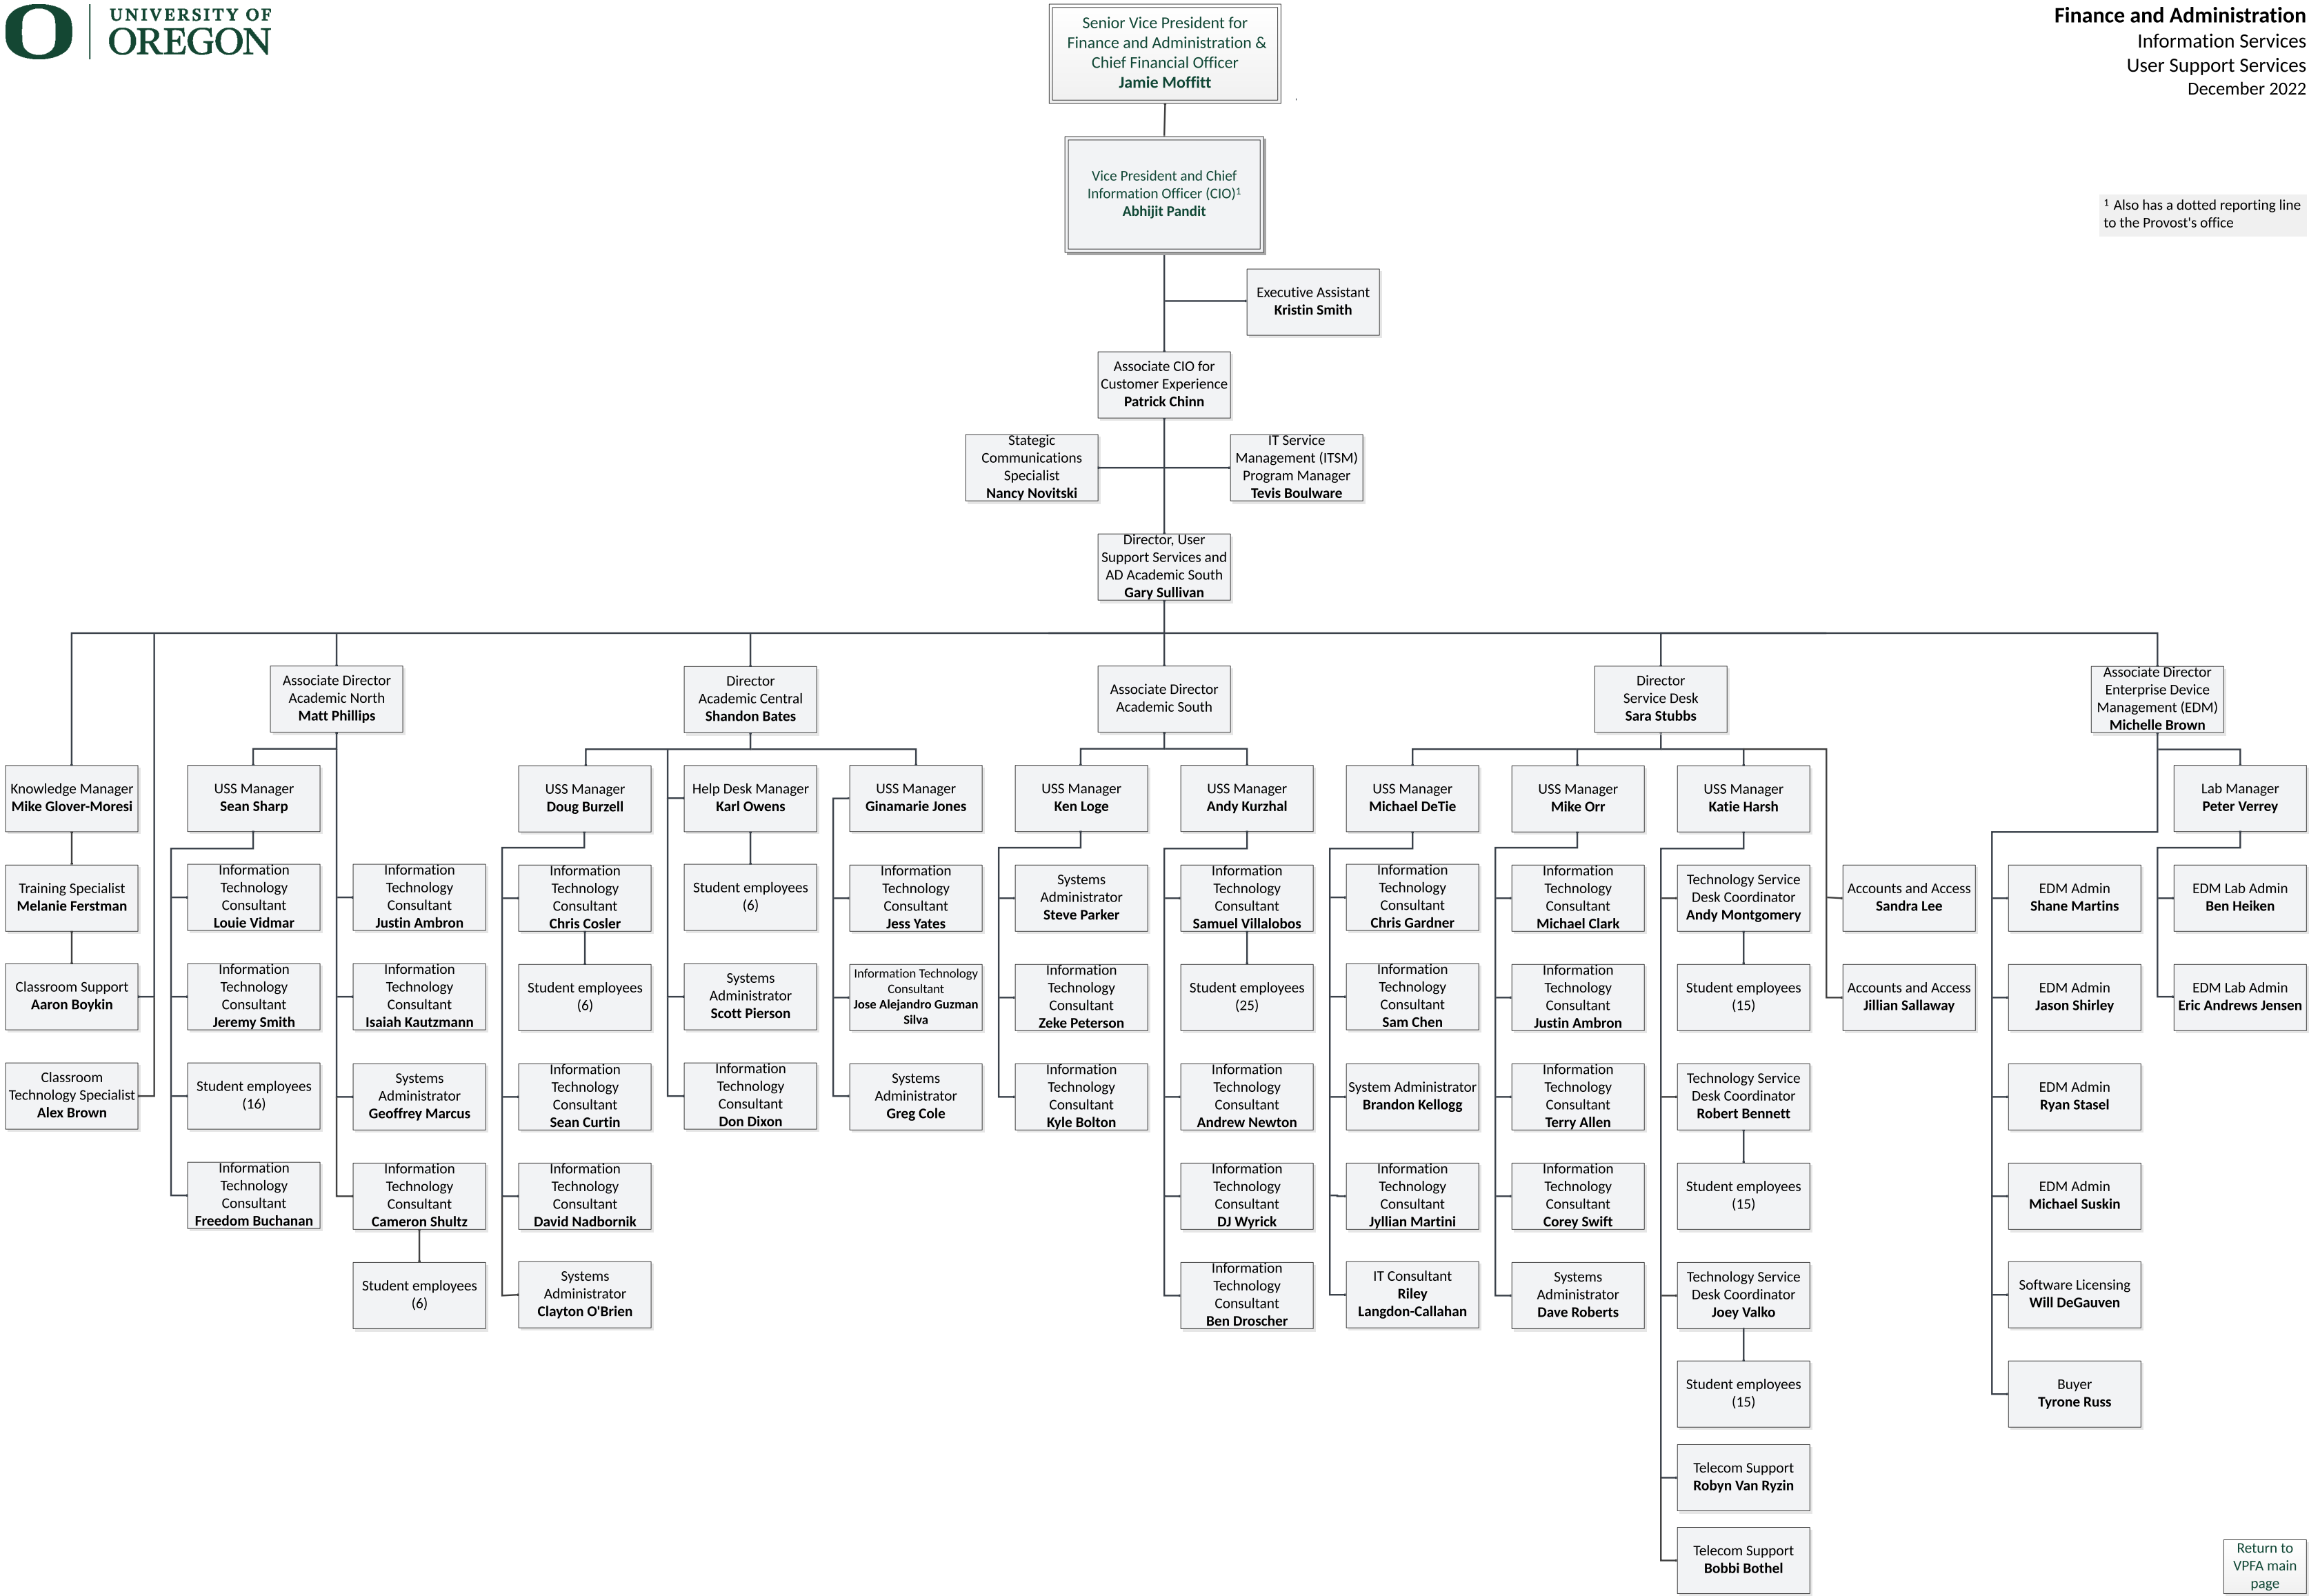 UNIVERSITY OF
OREGON
Finance and Administration
Information Services
User Support Services
December 2022
Senior Vice President for
Finance and Administration &
Chief Financial Officer
Jamie Moffitt
Vice President and Chief
Information Officer (CIO)¹
Abhijit Pandit
¹ Also has a dotted reporting line
to the Provost's office
Executive Assistant
Kristin Smith
Associate CIO for
Customer Experience
Patrick Chinn
Stategic
Communications
Specialist
Nancy Novitski
IT Service
Management (ITSM)
Program Manager
Tevis Boulware
Director, User
Support Services and
AD Academic South
Gary Sullivan
Associate Director
Academic North
Matt Phillips
Director
Academic Central
Shandon Bates
Associate Director
Academic South
Director
Service Desk
Sara Stubbs
Associate Director
Enterprise Device
Management (EDM)
Michelle Brown
Knowledge Manager
Mike Glover-Moresi
USS Manager
Sean Sharp
USS Manager
Doug Burzell
Help Desk Manager
Karl Owens
USS Manager
Ginamarie Jones
USS Manager
Ken Loge
USS Manager
Andy Kurzhal
USS Manager
Michael DeTie
USS Manager
Mike Orr
USS Manager
Katie Harsh
Lab Manager
Peter Verrey
Training Specialist
Melanie Ferstman
Information
Technology
Consultant
Louie Vidmar
Information
Technology
Consultant
Justin Ambron
Information
Technology
Consultant
Chris Cosler
Student employees
(6)
Information
Technology
Consultant
Jess Yates
Systems
Administrator
Steve Parker
Information
Technology
Consultant
Samuel Villalobos
Information
Technology
Consultant
Chris Gardner
Information
Technology
Consultant
Michael Clark
Technology Service
Desk Coordinator
Andy Montgomery
Accounts and Access
Sandra Lee
EDM Admin
Shane Martins
EDM Lab Admin
Ben Heiken
Classroom Support
Aaron Boykin
Information
Technology
Consultant
Jeremy Smith
Information
Technology
Consultant
Isaiah Kautzmann
Student employees
(6)
Systems
Administrator
Scott Pierson
Information Technology
Consultant
Jose Alejandro Guzman
Silva
Information
Technology
Consultant
Zeke Peterson
Student employees
(25)
Information
Technology
Consultant
Sam Chen
Information
Technology
Consultant
Justin Ambron
Student employees
(15)
Accounts and Access
Jillian Sallaway
EDM Admin
Jason Shirley
EDM Lab Admin
Eric Andrews Jensen
Classroom
Technology Specialist
Alex Brown
Student employees
(16)
Systems
Administrator
Geoffrey Marcus
Information
Technology
Consultant
Sean Curtin
Information
Technology
Consultant
Don Dixon
Systems
Administrator
Greg Cole
Information
Technology
Consultant
Kyle Bolton
Information
Technology
Consultant
Andrew Newton
System Administrator
Brandon Kellogg
Information
Technology
Consultant
Terry Allen
Technology Service
Desk Coordinator
Robert Bennett
EDM Admin
Ryan Stasel
Information
Technology
Consultant
Freedom Buchanan
Information
Technology
Consultant
Cameron Shultz
Information
Technology
Consultant
David Nadbornik
Information
Technology
Consultant
DJ Wyrick
Information
Technology
Consultant
Jyllian Martini
Information
Technology
Consultant
Corey Swift
Student employees
(15)
EDM Admin
Michael Suskin
Student employees
(6)
Systems
Administrator
Clayton O'Brien
Information
Technology
Consultant
Ben Droscher
IT Consultant
Riley
Langdon-Callahan
Systems
Administrator
Dave Roberts
Technology Service
Desk Coordinator
Joey Valko
Software Licensing
Will DeGauven
Student employees
(15)
Buyer
Tyrone Russ
Telecom Support
Robyn Van Ryzin
Telecom Support
Bobbi Bothel
Return to
VPFA main
page